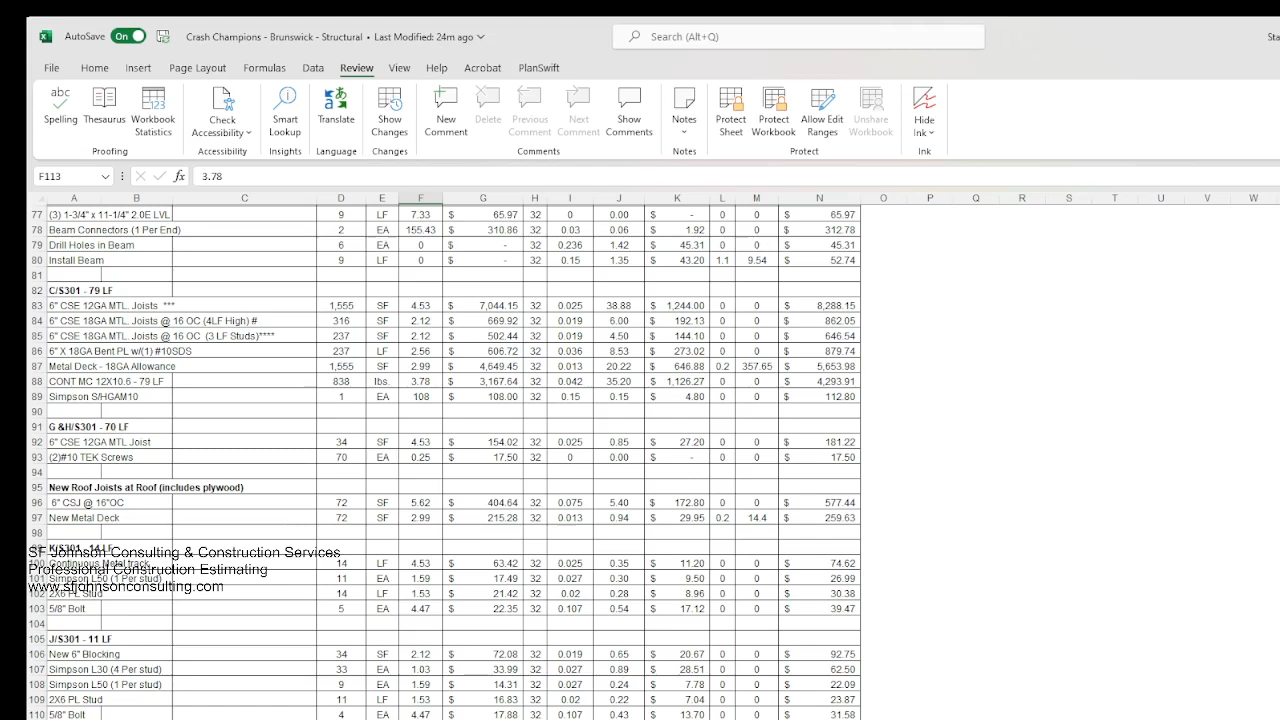 AutoSave On Crash Champions - Brunswick - Structural • Last Modified: 24m ago Search (Alt+Q) Sta
File Home Insert Page Layout Formulas Data Review View Help Acrobat PlanSwift
abc 123
Spelling Thesaurus Workbook Statistics Check Accessibility Smart Lookup Translate Show Changes New Comment Delete Previous Comment Next Comment Show Comments Notes Protect Sheet Protect Workbook Allow Edit Ranges Unshare Workbook Hide Ink
Proofing Accessibility Insights Language Changes Comments Notes Protect Ink
F113 fx 3.78
A B C D E F G H I J K L M N O P Q R S T U V W
77 (3) 1-3/4" x 11-1/4" 2.0E LVL 9 LF 7.33 $ 65.97 32 0 0.00 $ - 0 0 $ 65.97
78 Beam Connectors (1 Per End) 2 EA 155.43 $ 310.86 32 0.03 0.06 $ 1.92 0 0 $ 312.78
79 Drill Holes in Beam 6 EA 0 $ - 32 0.236 1.42 $ 45.31 0 0 $ 45.31
80 Install Beam 9 LF 0 $ - 32 0.15 1.35 $ 43.20 1.1 9.54 $ 52.74
81
82 C/S301 - 79 LF
83 6" CSE 12GA MTL. Joists *** 1,555 SF 4.53 $ 7,044.15 32 0.025 38.88 $ 1,244.00 0 0 $ 8,288.15
84 6" CSE 18GA MTL. Joists @ 16 OC (4LF High) # 316 SF 2.12 $ 669.92 32 0.019 6.00 $ 192.13 0 0 $ 862.05
85 6" CSE 18GA MTL. Joists @ 16 OC (3 LF Studs)**** 237 SF 2.12 $ 502.44 32 0.019 4.50 $ 144.10 0 0 $ 646.54
86 6" X 18GA Bent PL w/(1) #10SDS 237 LF 2.56 $ 606.72 32 0.036 8.53 $ 273.02 0 0 $ 879.74
87 Metal Deck - 18GA Allowance 1,555 SF 2.99 $ 4,649.45 32 0.013 20.22 $ 646.88 0.2 357.65 $ 5,653.98
88 CONT MC 12X10.6 - 79 LF 838 lbs. 3.78 $ 3,167.64 32 0.042 35.20 $ 1,126.27 0 0 $ 4,293.91
89 Simpson S/HGAM10 1 EA 108 $ 108.00 32 0.15 0.15 $ 4.80 0 0 $ 112.80
90
91 G &H/S301 - 70 LF
92 6" CSE 12GA MTL Joist 34 SF 4.53 $ 154.02 32 0.025 0.85 $ 27.20 0 0 $ 181.22
93 (2)#10 TEK Screws 70 EA 0.25 $ 17.50 32 0 0.00 $ - 0 0 $ 17.50
94
95 New Roof Joists at Roof (includes plywood)
96 6" CSJ @ 16"OC 72 SF 5.62 $ 404.64 32 0.075 5.40 $ 172.80 0 0 $ 577.44
97 New Metal Deck 72 SF 2.99 $ 215.28 32 0.013 0.94 $ 29.95 0.2 14.4 $ 259.63
98
99 K/S301 - 14 LF
SF Johnson Consulting & Construction Services
100 Continuous Metal track 14 LF 4.53 $ 63.42 32 0.025 0.35 $ 11.20 0 0 $ 74.62
Professional Construction Estimating
101 Simpson L50 (1 Per stud) 11 EA 1.59 $ 17.49 32 0.027 0.30 $ 9.50 0 0 $ 26.99
www.sfjohnsonconsulting.com
102 2X6 PL Stud 14 LF 1.53 $ 21.42 32 0.02 0.28 $ 8.96 0 0 $ 30.38
103 5/8" Bolt 5 EA 4.47 $ 22.35 32 0.107 0.54 $ 17.12 0 0 $ 39.47
104
105 J/S301 - 11 LF
106 New 6" Blocking 34 SF 2.12 $ 72.08 32 0.019 0.65 $ 20.67 0 0 $ 92.75
107 Simpson L30 (4 Per stud) 33 EA 1.03 $ 33.99 32 0.027 0.89 $ 28.51 0 0 $ 62.50
108 Simpson L50 (1 Per stud) 9 EA 1.59 $ 14.31 32 0.027 0.24 $ 7.78 0 0 $ 22.09
109 2X6 PL Stud 11 LF 1.53 $ 16.83 32 0.02 0.22 $ 7.04 0 0 $ 23.87
110 5/8" Bolt 4 EA 4.47 $ 17.88 32 0.107 0.43 $ 13.70 0 0 $ 31.58